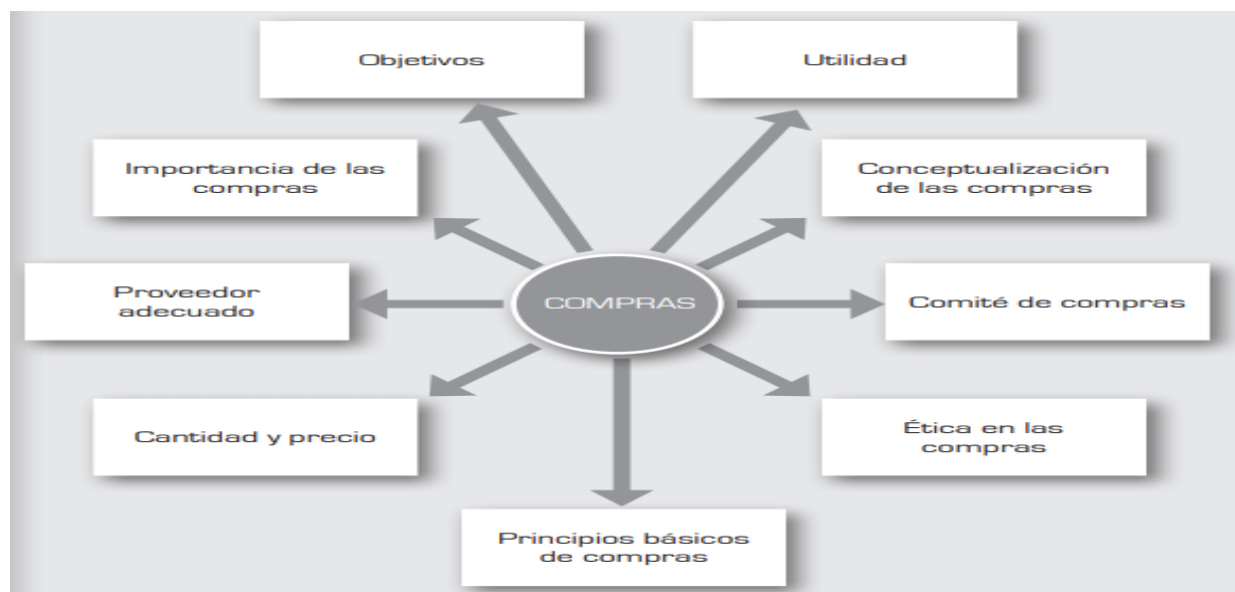 Objetivos
Utilidad
Importancia de las
compras
Conceptualización
de las compras
Proveedor
adecuado
COMPRAS
Comité de compras
Cantidad y precio
Ética en las
compras
Principios básicos
de compras